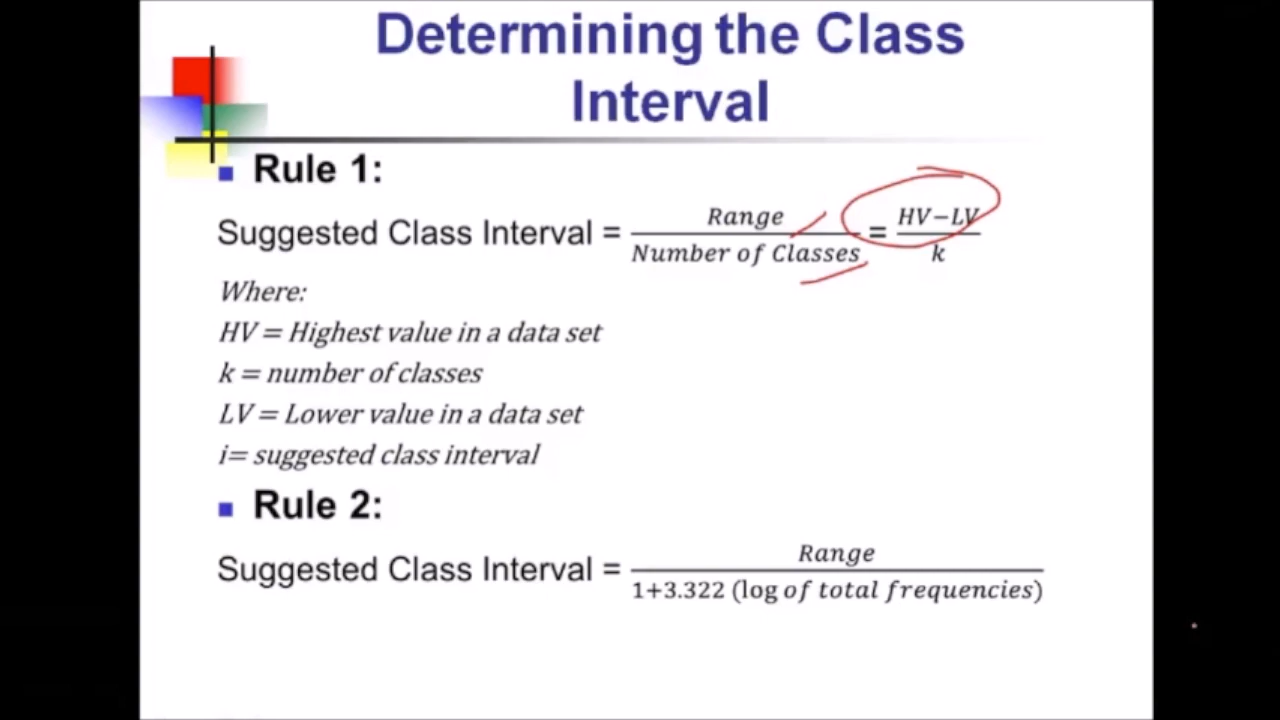 Determining the Class
Interval
Rule 1:
Suggested Class Interval = Range / Number of Classes = HV−LV / k
Where:
HV = Highest value in a data set
k = number of classes
LV = Lower value in a data set
i= suggested class interval
Rule 2:
Suggested Class Interval = Range / 1+3.322 (log of total frequencies)